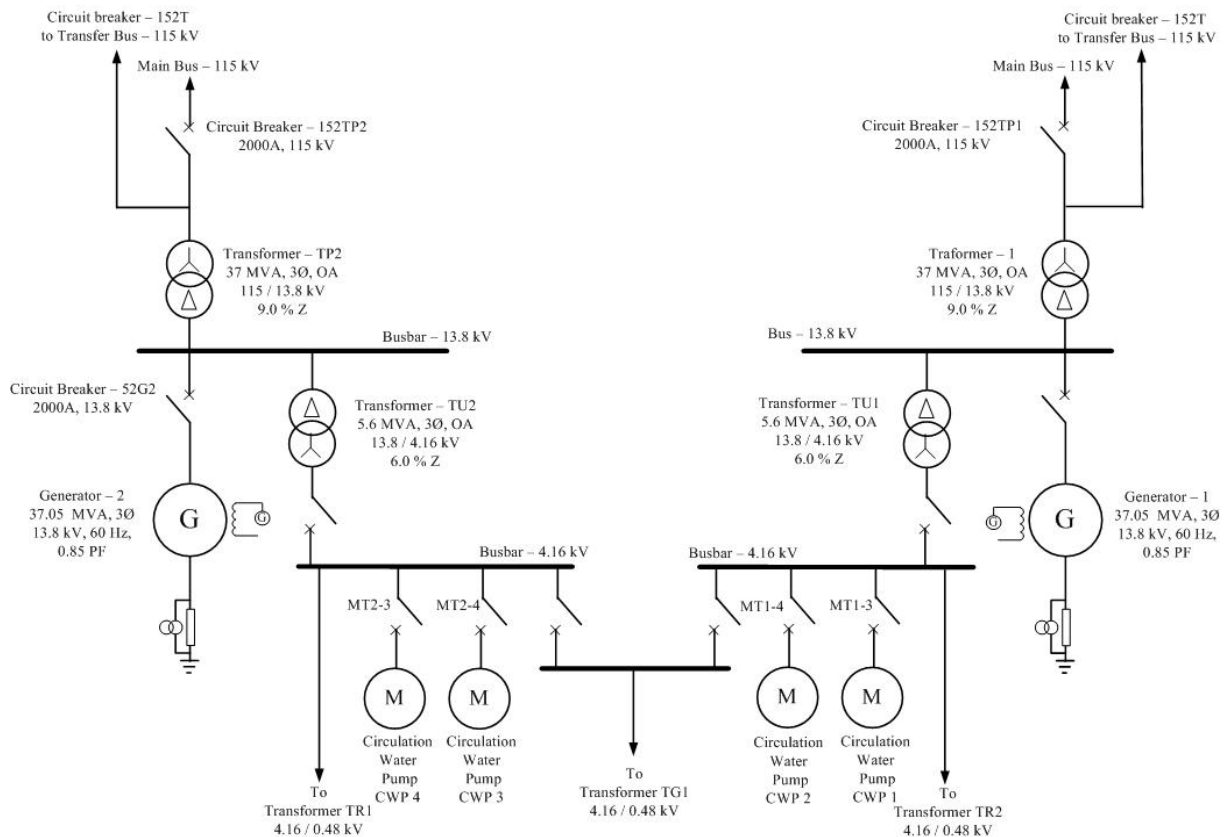 Circuit breaker – 152T
to Transfer Bus – 115 kV
Main Bus – 115 kV
Circuit Breaker – 152TP2
2000A, 115 kV
Transformer – TP2
37 MVA, 3Ø, OA
115 / 13.8 kV
9.0 % Z
Busbar – 13.8 kV
Circuit Breaker – 52G2
2000A, 13.8 kV
Transformer – TU2
5.6 MVA, 3Ø, OA
13.8 / 4.16 kV
6.0 % Z
Generator – 2
37.05 MVA, 3Ø
13.8 kV, 60 Hz,
0.85 PF
G
G
Busbar – 4.16 kV
MT2-3
MT2-4
M
M
Circulation
Water
Pump
CWP 4
Circulation
Water
Pump
CWP 3
To
Transformer TR1
4.16 / 0.48 kV
To
Transformer TG1
4.16 / 0.48 kV
Circuit breaker – 152T
to Transfer Bus – 115 kV
Main Bus – 115 kV
Circuit Breaker – 152TP1
2000A, 115 kV
Traformer – 1
37 MVA, 3Ø, OA
115 / 13.8 kV
9.0 % Z
Bus – 13.8 kV
Transformer – TU1
5.6 MVA, 3Ø, OA
13.8 / 4.16 kV
6.0 % Z
G
G
Generator – 1
37.05 MVA, 3Ø
13.8 kV, 60 Hz,
0.85 PF
Busbar – 4.16 kV
MT1-4
MT1-3
M
M
Circulation
Water
Pump
CWP 2
Circulation
Water
Pump
CWP 1
To
Transformer TR2
4.16 / 0.48 kV